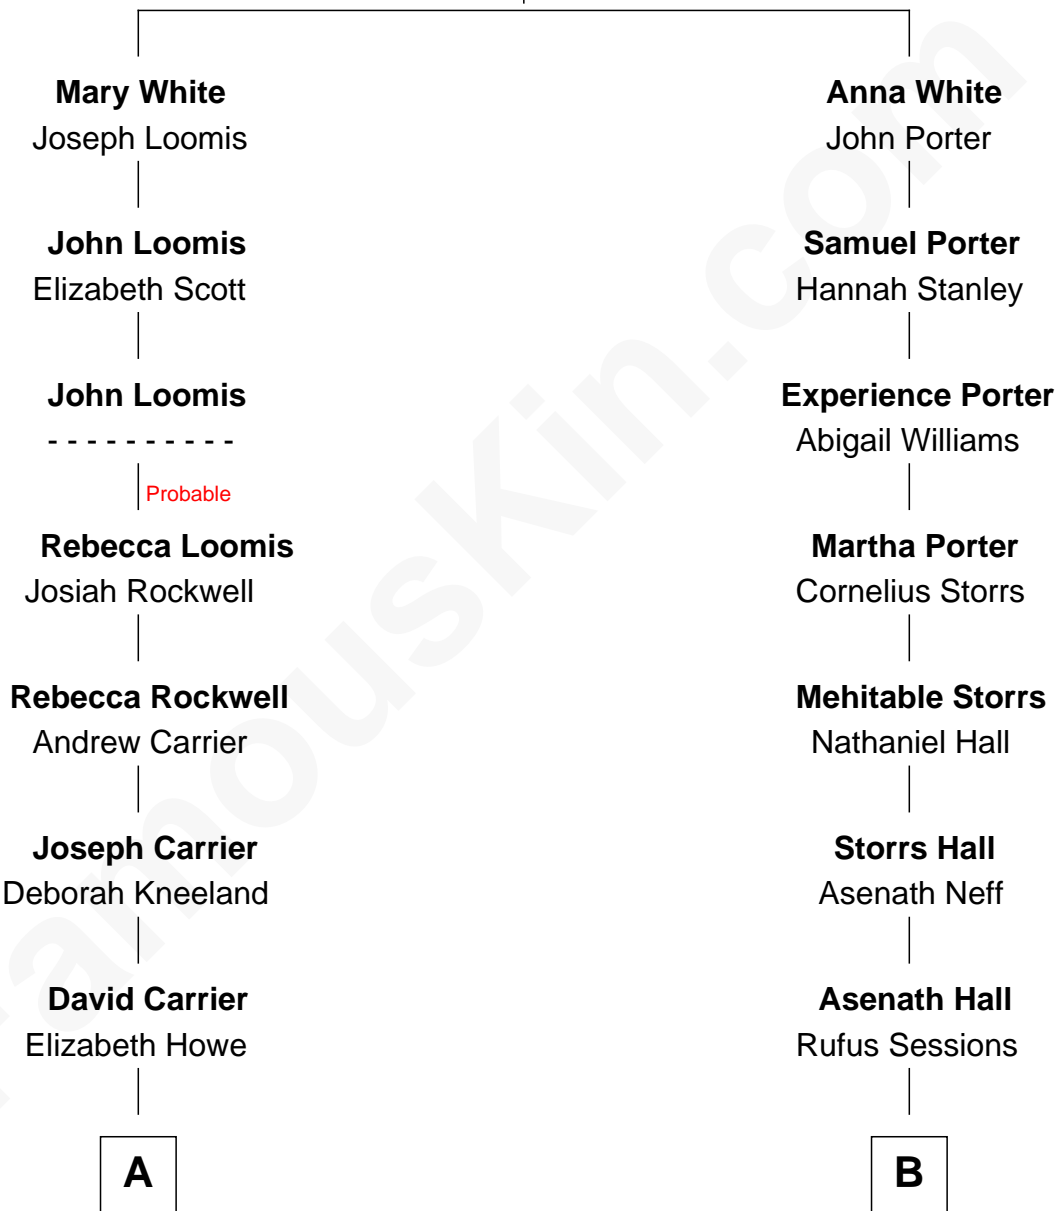 Mary White
Joseph Loomis
John Loomis
Elizabeth Scott
John Loomis
- - - - - - - - - -
Probable
Rebecca Loomis
Josiah Rockwell
Rebecca Rockwell
Andrew Carrier
Joseph Carrier
Deborah Kneeland
David Carrier
Elizabeth Howe
A
Anna White
John Porter
Samuel Porter
Hannah Stanley
Experience Porter
Abigail Williams
Martha Porter
Cornelius Storrs
Mehitable Storrs
Nathaniel Hall
Storrs Hall
Asenath Neff
Asenath Hall
Rufus Sessions
B
FamousKin.com